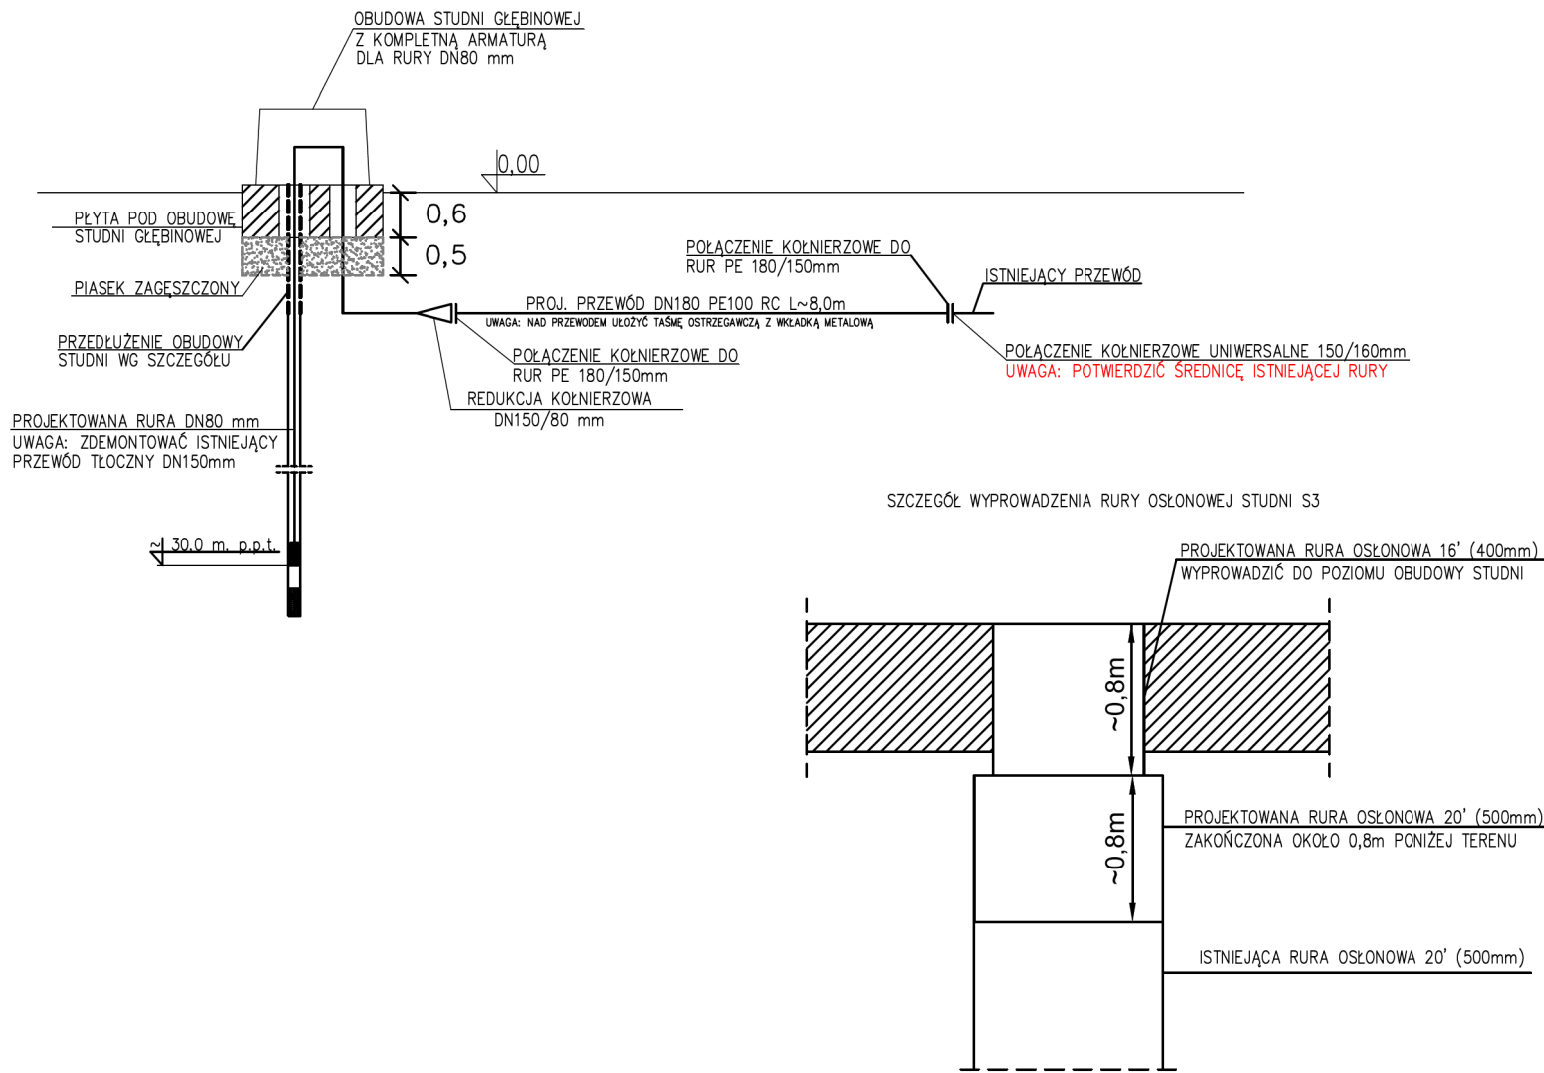 OBUDOWA STUDNI GŁĘBINOWEJ
Z KOMPLETNĄ ARMATURĄ
DLA RURY DN80 mm
0,00
0,6
0,5
PŁYTA POD OBUDOWĘ
STUDNI GŁĘBINOWEJ
PIASEK ZAGĘSZCZONY
PRZEDŁUŻENIE OBUDOWY
STUDNI WG SZCZEGÓŁU
POŁĄCZENIE KOŁNIERZOWE DO
RUR PE 180/150mm
ISTNIEJĄCY PRZEWÓD
PROJ. PRZEWÓD DN180 PE100 RC L~8,0m
UWAGA: NAD PRZEWODEM UŁOŻYĆ TAŚMĘ OSTRZEGAWCZĄ Z WKŁADKĄ METALOWĄ
POŁĄCZENIE KOŁNIERZOWE DO
RUR PE 180/150mm
POŁĄCZENIE KOŁNIERZOWE UNIWERSALNE 150/160mm
UWAGA: POTWIERDZIĆ ŚREDNICĘ ISTNIEJĄCEJ RURY
REDUKCJA KOŁNIERZOWA
DN150/80 mm
PROJEKTOWANA RURA DN80 mm
UWAGA: ZDEMONTOWAĆ ISTNIEJĄCY
PRZEWÓD TŁOCZNY DN150mm
~ 30.0 m. p.p.t.
SZCZEGÓŁ WYPROWADZENIA RURY OSŁONOWEJ STUDNI S3
PROJEKTOWANA RURA OSŁONOWA 16' (400mm)
WYPROWADZIĆ DO POZIOMU OBUDOWY STUDNI
~0,8m
~0,8m
PROJEKTOWANA RURA OSŁONOWA 20' (500mm)
ZAKOŃCZONA OKOŁO 0,8m PONIŻEJ TERENU
ISTNIEJĄCA RURA OSŁONOWA 20' (500mm)